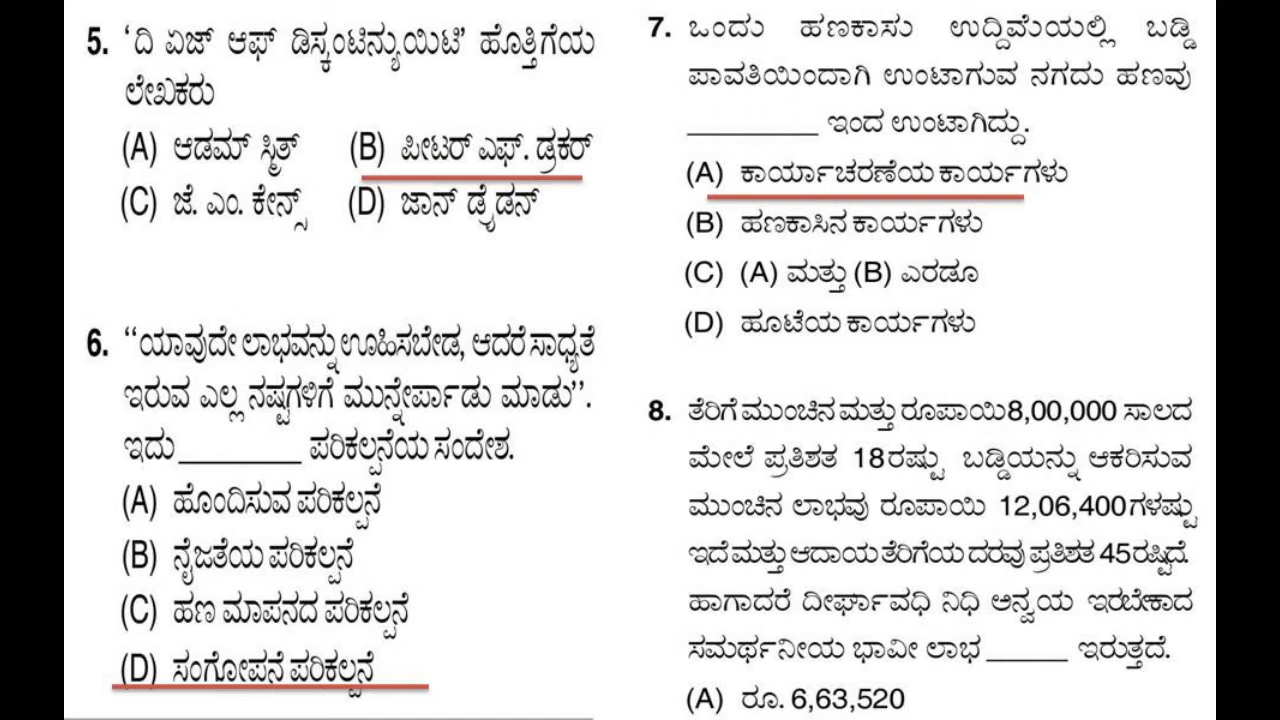 5. 'ದಿ ಏಜ್ ಆಫ್ ಡಿಸ್ಕಂಟಿನ್ಯುಯಿಟಿ' ಹೊತ್ತಿಗೆಯ
ಲೇಖಕರು
(A) ಆಡಮ್ ಸ್ಮಿತ್ (B) ಪೀಟರ್ ಎಫ್. ಡ್ರಕರ್
(C) ಜೆ. ಎಂ. ಕೇನ್ಸ್ (D) ಜಾನ್ ಡ್ರೈಡನ್
6. "ಯಾವುದೇ ಲಾಭವನ್ನು ಊಹಿಸಬೇಡ, ಆದರೆ ಸಾಧ್ಯತೆ
ಇರುವ ಎಲ್ಲ ನಷ್ಟಗಳಿಗೆ ಮುನ್ನೇರ್ಪಾಡು ಮಾಡು".
ಇದು ________ ಪರಿಕಲ್ಪನೆಯ ಸಂದೇಶ.
(A) ಹೊಂದಿಸುವ ಪರಿಕಲ್ಪನೆ
(B) ನೈಜತೆಯ ಪರಿಕಲ್ಪನೆ
(C) ಹಣ ಮಾಪನದ ಪರಿಕಲ್ಪನೆ
(D) ಸಂಗೋಪನೆ ಪರಿಕಲ್ಪನೆ
7. ಒಂದು ಹಣಕಾಸು ಉದ್ದಿಮೆಯಲ್ಲಿ ಬಡ್ಡಿ
ಪಾವತಿಯಿಂದಾಗಿ ಉಂಟಾಗುವ ನಗದು ಹಣವು
________ ಇಂದ ಉಂಟಾಗಿದ್ದು.
(A) ಕಾರ್ಯಾಚರಣೆಯ ಕಾರ್ಯಗಳು
(B) ಹಣಕಾಸಿನ ಕಾರ್ಯಗಳು
(C) (A) ಮತ್ತು (B) ಎರಡೂ
(D) ಹೂಟೆಯ ಕಾರ್ಯಗಳು
8. ತೆರಿಗೆ ಮುಂಚಿನ ಮತ್ತು ರೂಪಾಯಿ 8,00,000 ಸಾಲದ
ಮೇಲೆ ಪ್ರತಿಶತ 18ರಷ್ಟು ಬಡ್ಡಿಯನ್ನು ಆಕರಿಸುವ
ಮುಂಚಿನ ಲಾಭವು ರೂಪಾಯಿ 12,06,400ಗಳಷ್ಟು
ಇದೆ ಮತ್ತು ಆದಾಯ ತೆರಿಗೆಯ ದರವು ಪ್ರತಿಶತ 45ರಷ್ಟಿದೆ.
ಹಾಗಾದರೆ ದೀರ್ಘಾವಧಿ ನಿಧಿ ಅನ್ವಯ ಇರಬೇಕಾದ
ಸಮರ್ಥನೀಯ ಭಾವೀ ಲಾಭ _____ ಇರುತ್ತದೆ.
(A) ರೂ. 6,63,520